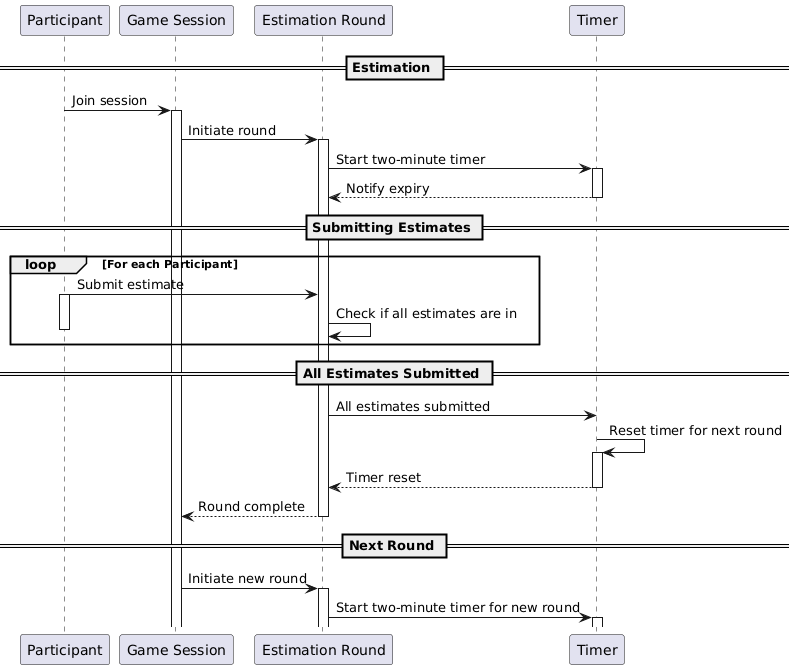 Participant Game Session Estimation Round Timer
Estimation
Join session
Initiate round
Start two-minute timer
Notify expiry
Submitting Estimates
loop [For each Participant]
Submit estimate
Check if all estimates are in
All Estimates Submitted
All estimates submitted
Reset timer for next round
Timer reset
Round complete
Next Round
Initiate new round
Start two-minute timer for new round
Participant Game Session Estimation Round Timer